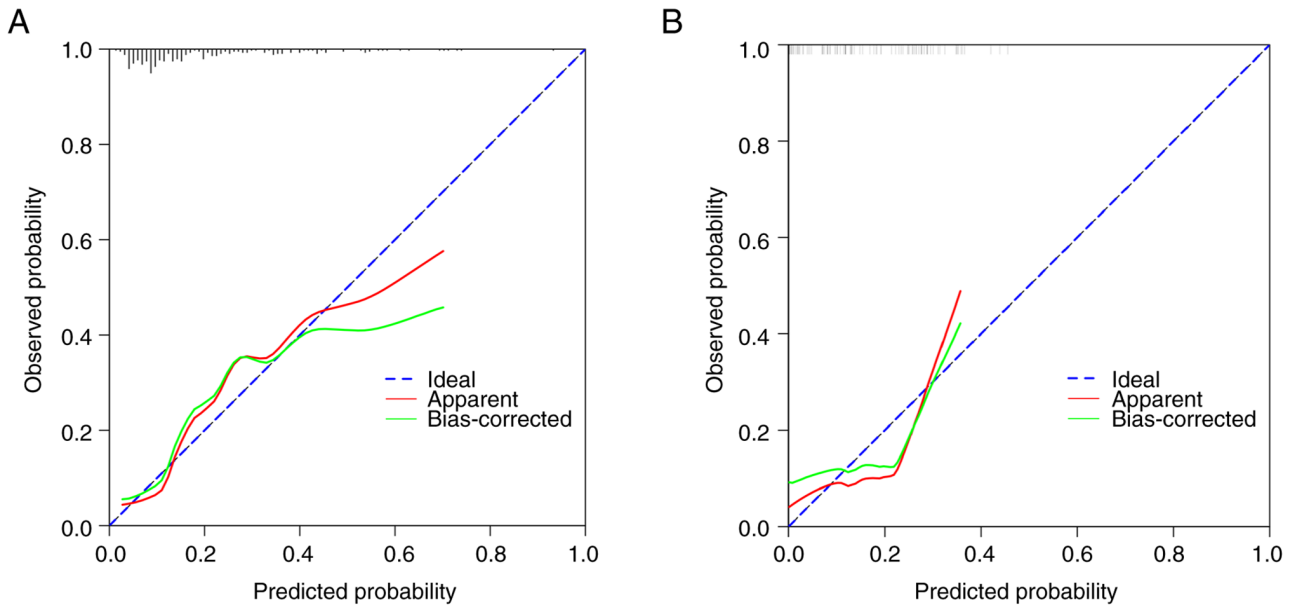 A
1.0
0.8
0.6
0.4
0.2
0.0
Observed probability
Ideal
Apparent
Bias-corrected
0.0 0.2 0.4 0.6 0.8 1.0
Predicted probability
B
1.0
0.8
0.6
0.4
0.2
0.0
Observed probability
Ideal
Apparent
Bias-corrected
0.0 0.2 0.4 0.6 0.8 1.0
Predicted probability